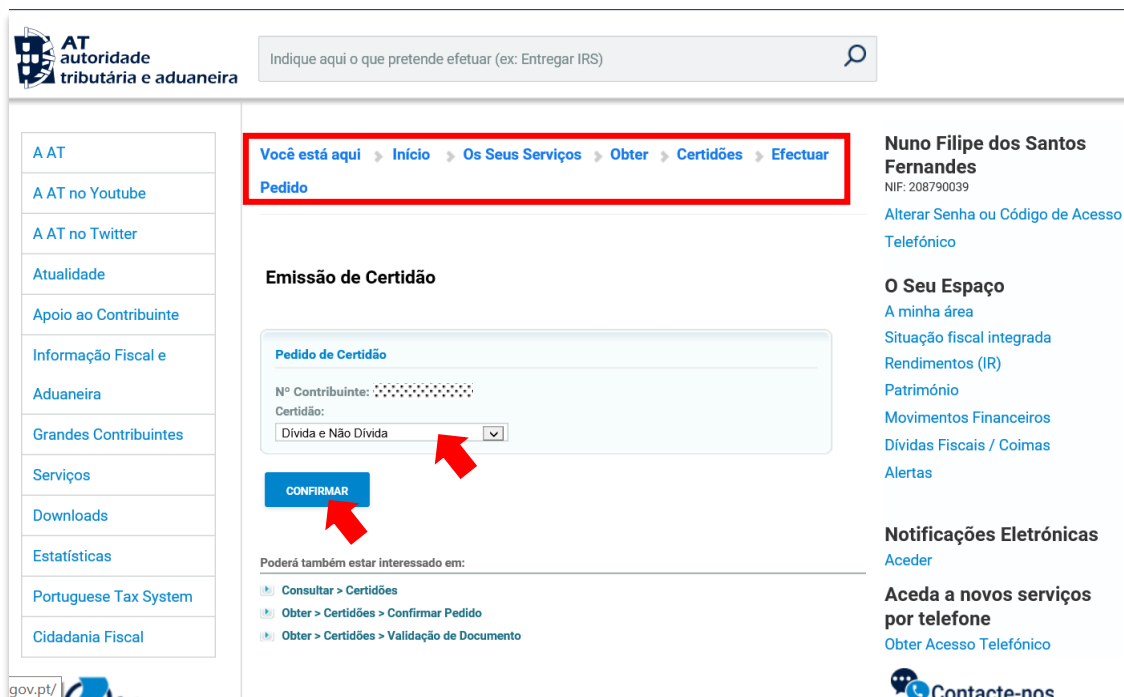 AT
autoridade
tributária e aduaneira
Indique aqui o que pretende efetuar (ex: Entregar IRS)
A AT
A AT no Youtube
A AT no Twitter
Atualidade
Apoio ao Contribuinte
Informação Fiscal e
Aduaneira
Grandes Contribuintes
Serviços
Downloads
Estatísticas
Portuguese Tax System
Cidadania Fiscal
gov.pt/
Você está aqui Início Os Seus Serviços Obter Certidões Efectuar
Pedido
Emissão de Certidão
Pedido de Certidão
Nº Contribuinte:
Certidão:
Dívida e Não Dívida
CONFIRMAR
Poderá também estar interessado em:
Consultar > Certidões
Obter > Certidões > Confirmar Pedido
Obter > Certidões > Validação de Documento
Nuno Filipe dos Santos
Fernandes
NIF: 208790039
Alterar Senha ou Código de Acesso
Telefónico
O Seu Espaço
A minha área
Situação fiscal integrada
Rendimentos (IR)
Património
Movimentos Financeiros
Dívidas Fiscais / Coimas
Alertas
Notificações Eletrónicas
Aceder
Aceda a novos serviços
por telefone
Obter Acesso Telefónico
Contacte-nos